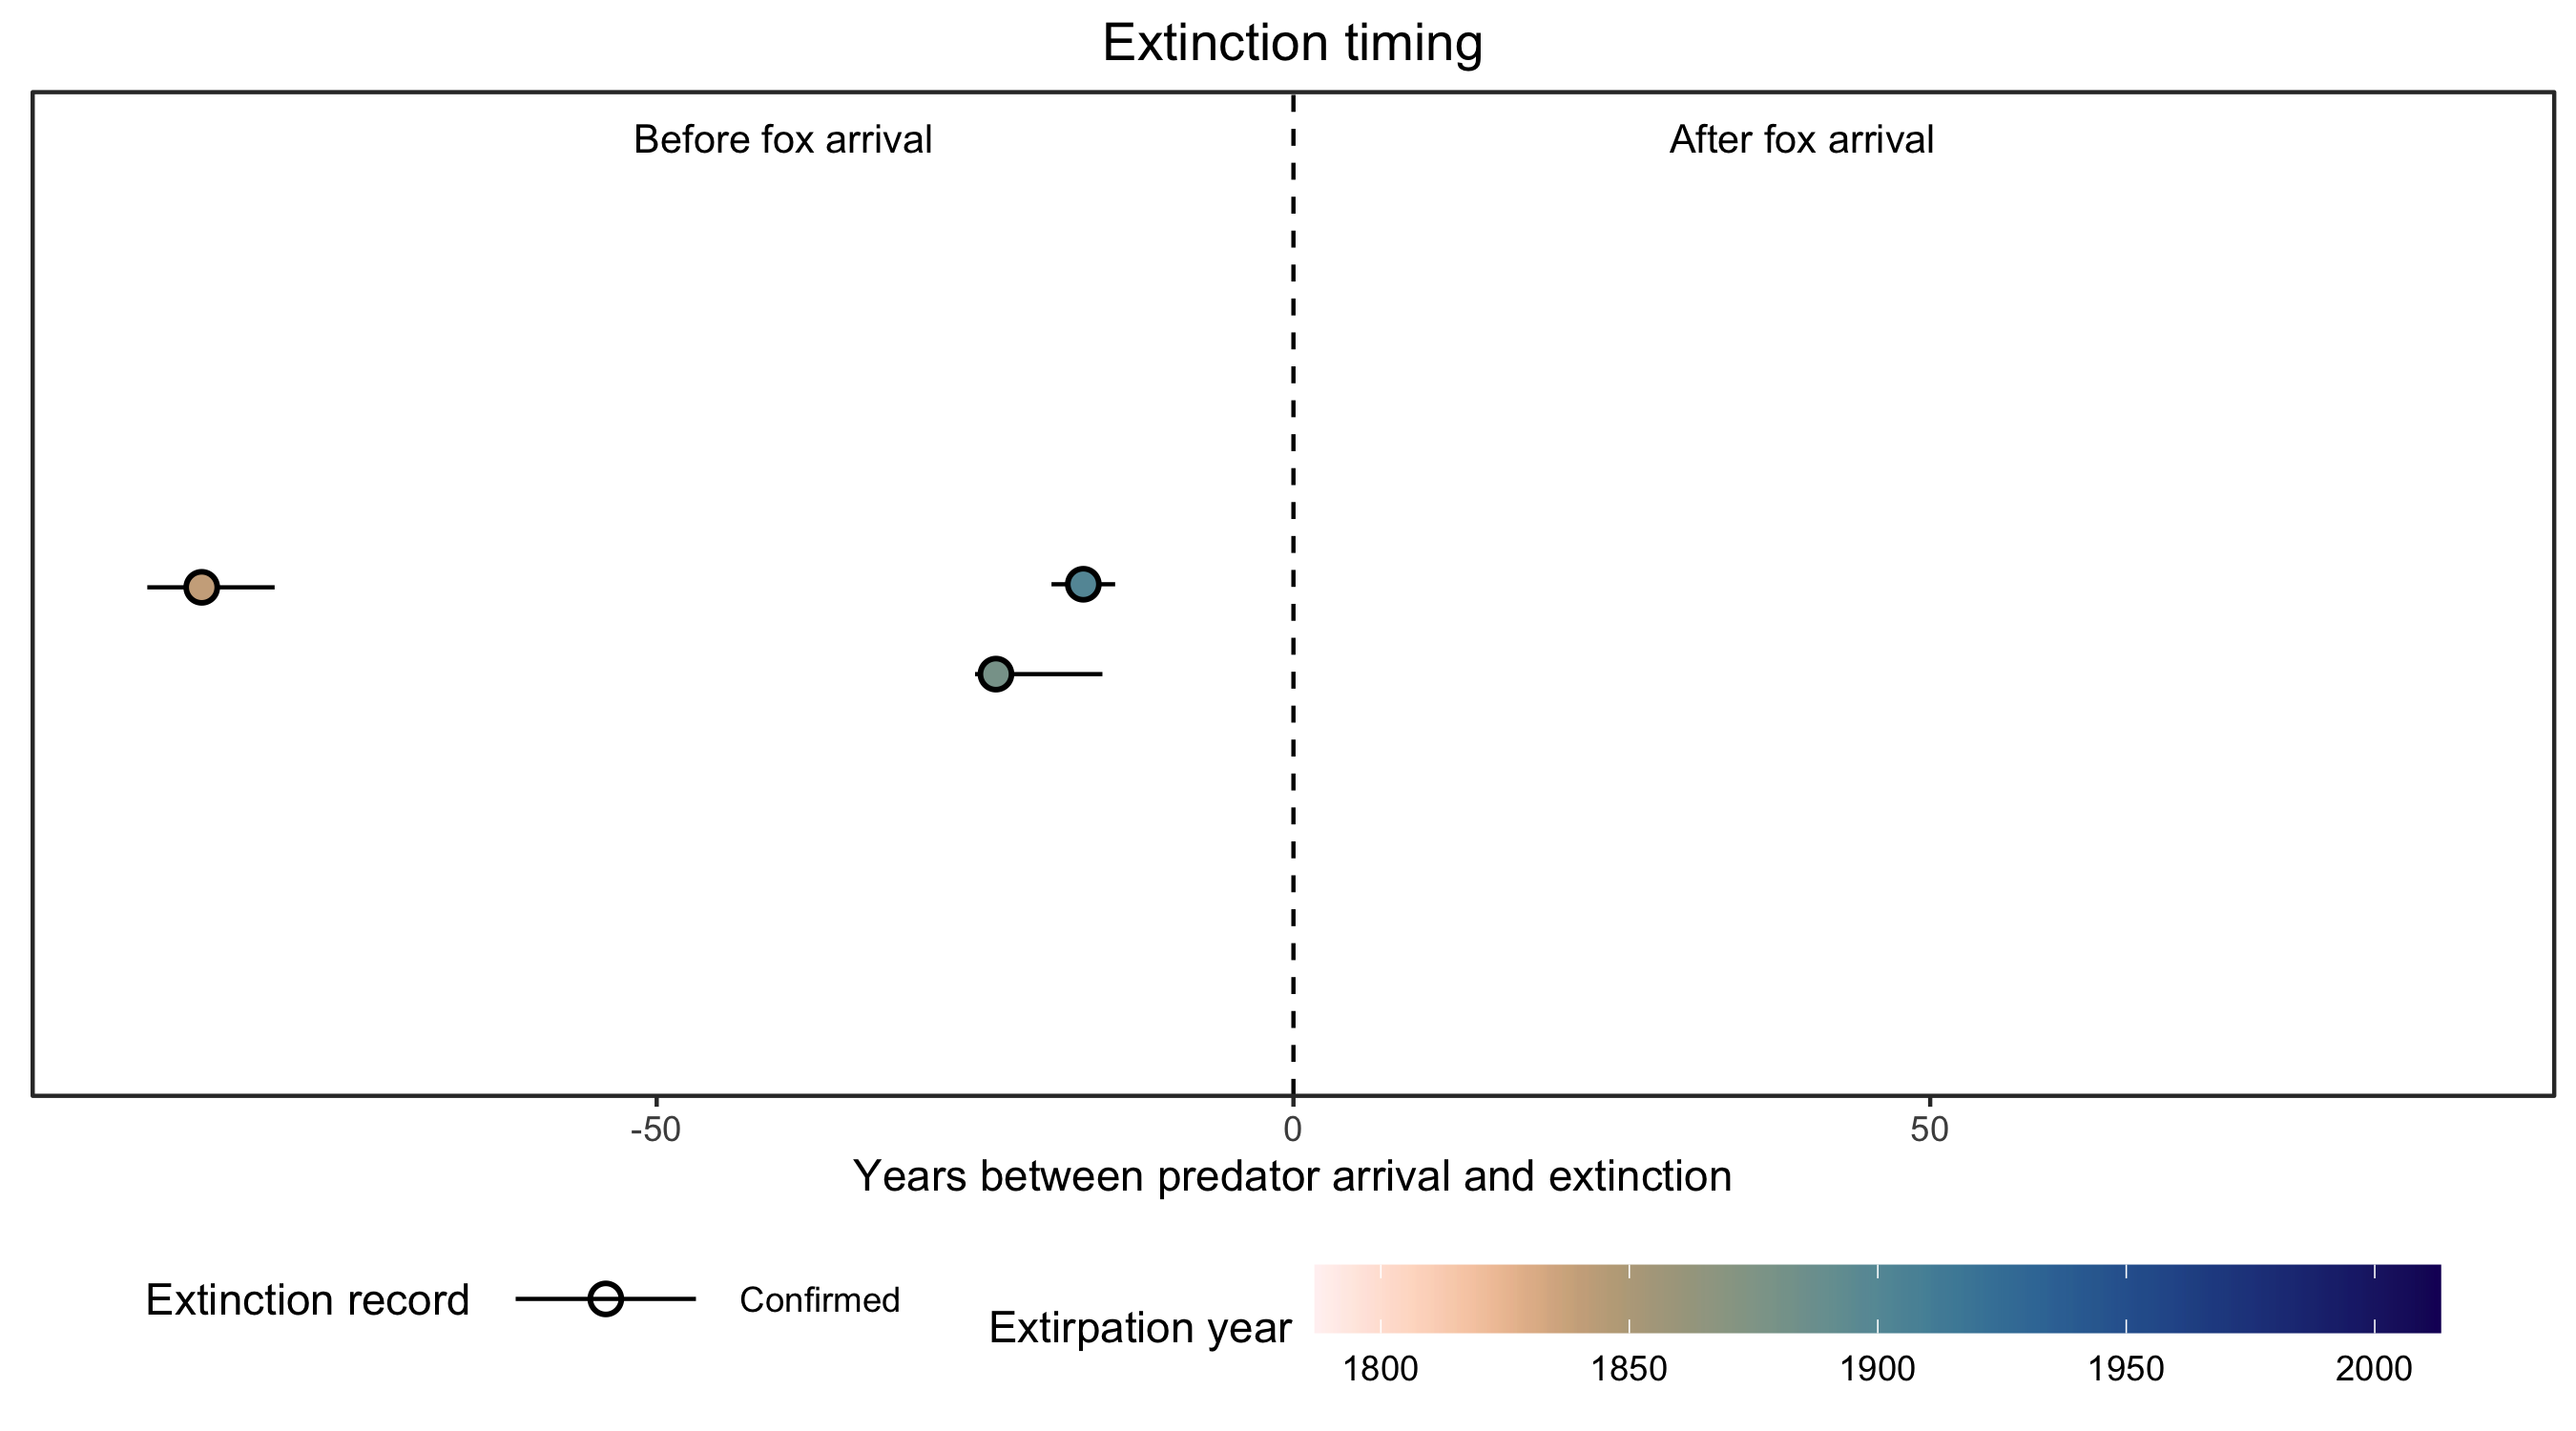 Extinction timing
Before fox arrival
After fox arrival
-50
0
50
Years between predator arrival and extinction
Extinction record
Confirmed
Extirpation year
1800
1850
1900
1950
2000